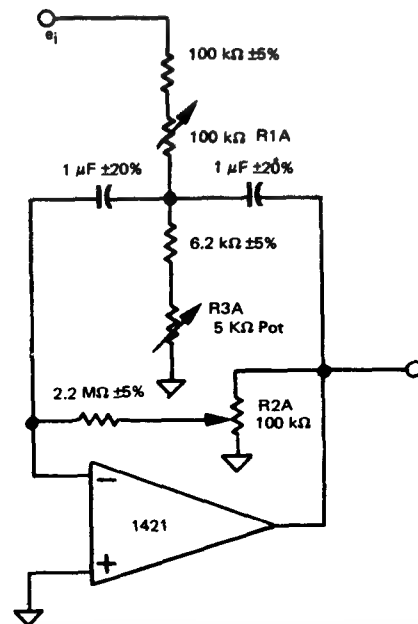 ei
100 kΩ ±5%
100 kΩ R1A
1 µF ±20%
1 µF ±20%
6.2 kΩ ±5%
R3A
5 KΩ Pot
2.2 MΩ ±5%
R2A
100 kΩ
−
1421
+